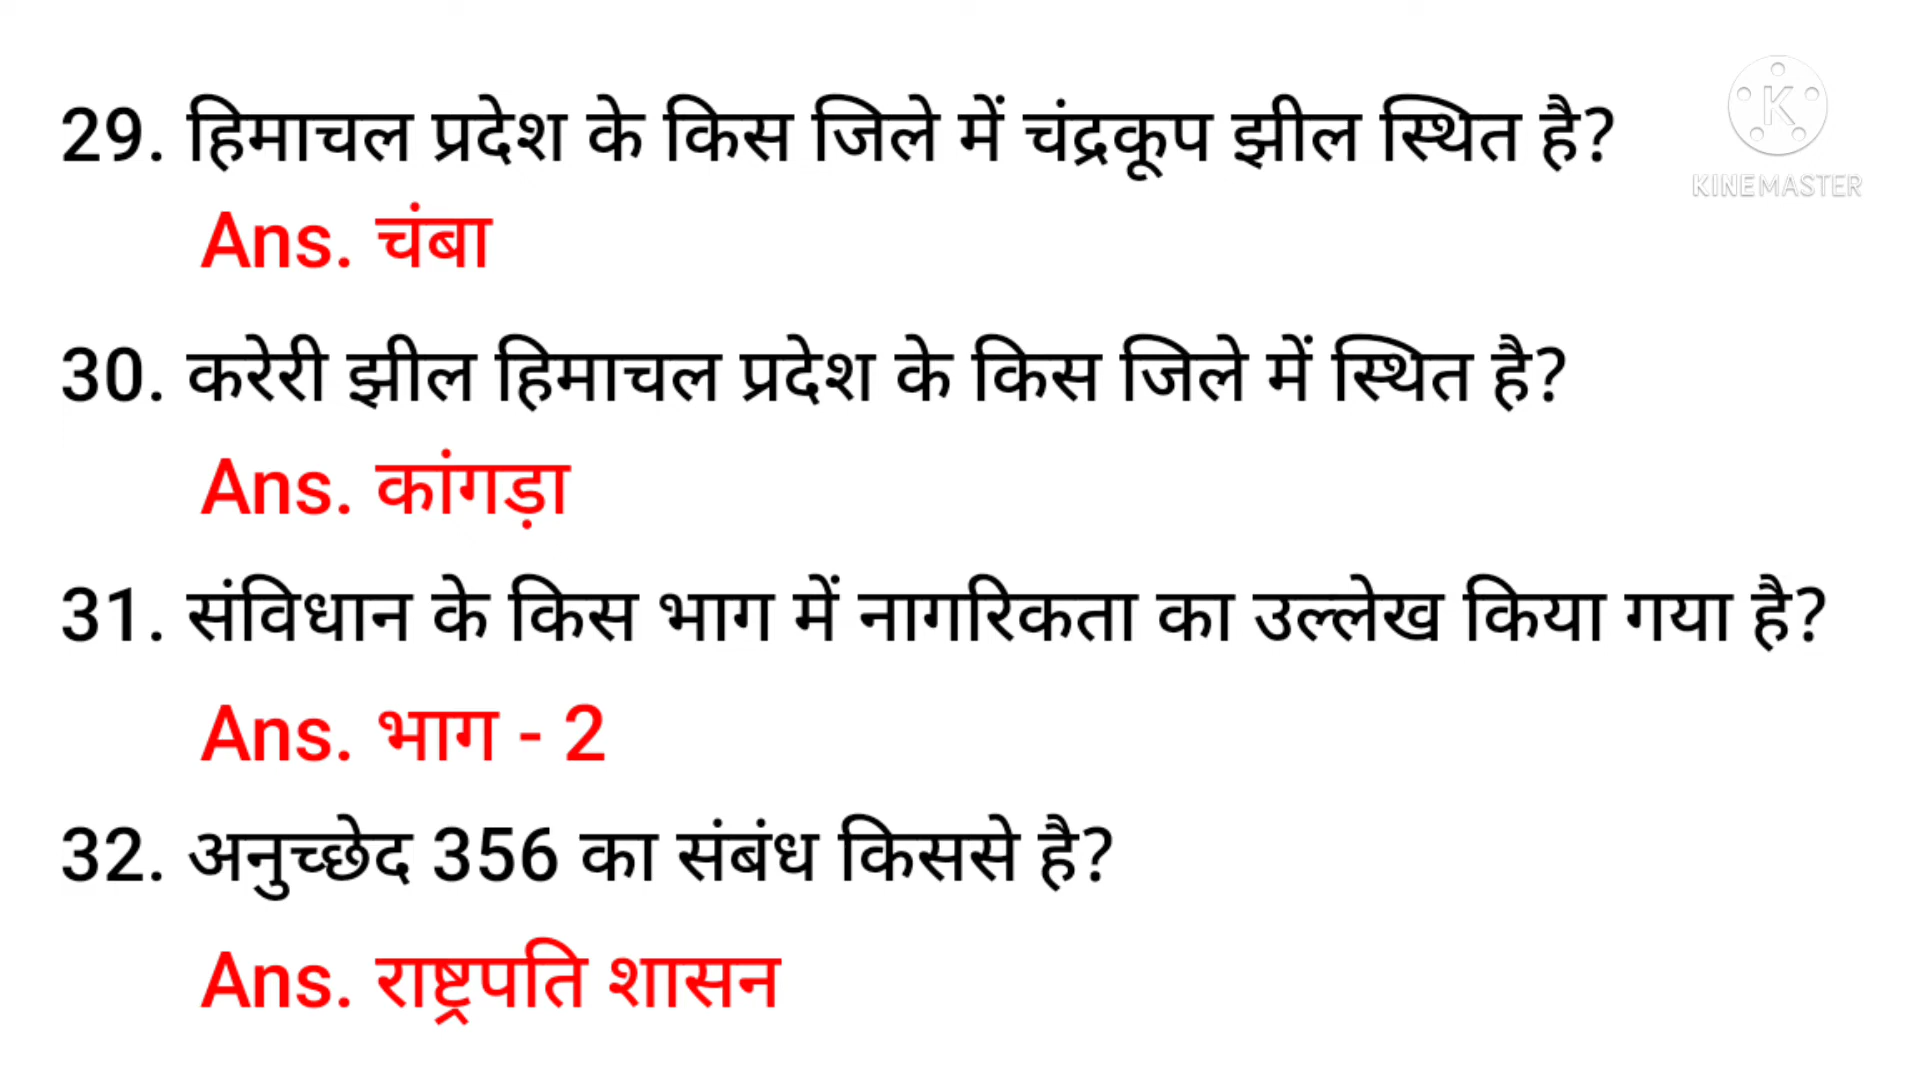 29. हिमाचल प्रदेश के किस जिले में चंद्रकूप झील स्थित है?
KINEMASTER
Ans. चंबा
30. करेरी झील हिमाचल प्रदेश के किस जिले में स्थित है?
Ans. कांगड़ा
31. संविधान के किस भाग में नागरिकता का उल्लेख किया गया है?
Ans. भाग - 2
32. अनुच्छेद 356 का संबंध किससे है?
Ans. राष्ट्रपति शासन